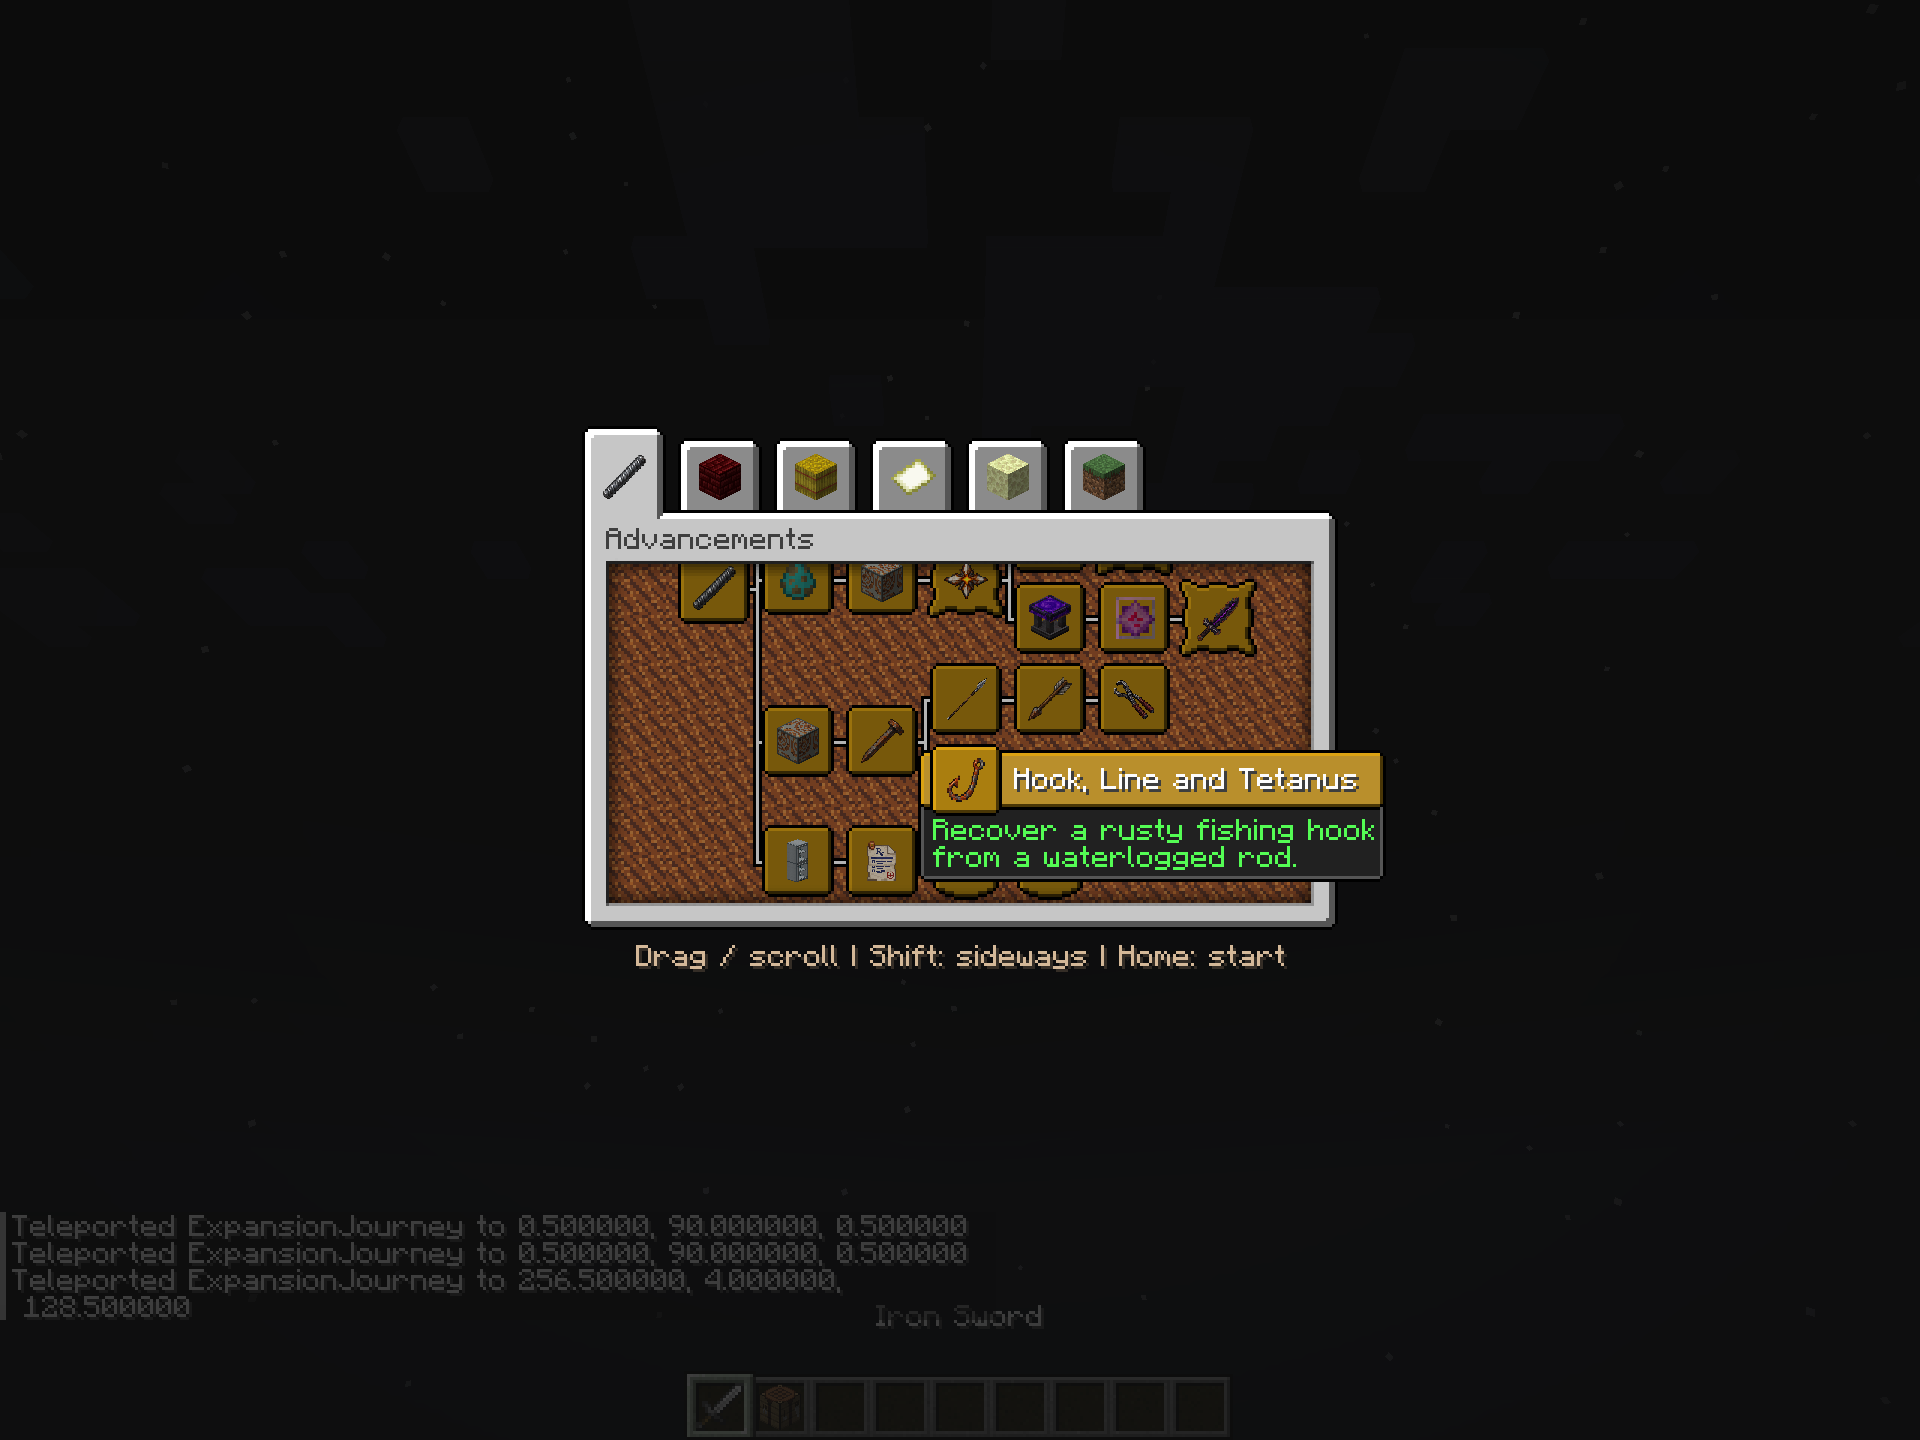 Advancements
Hook, Line and Tetanus
Recover a rusty fishing hook
from a waterlogged rod.
Drag / scroll | Shift: sideways | Home: start
Teleported ExpansionJourney to 0.500000, 90.000000, 0.500000
Teleported ExpansionJourney to 0.500000, 90.000000, 0.500000
Teleported ExpansionJourney to 256.500000, 4.000000,
128.500000
Iron Sword